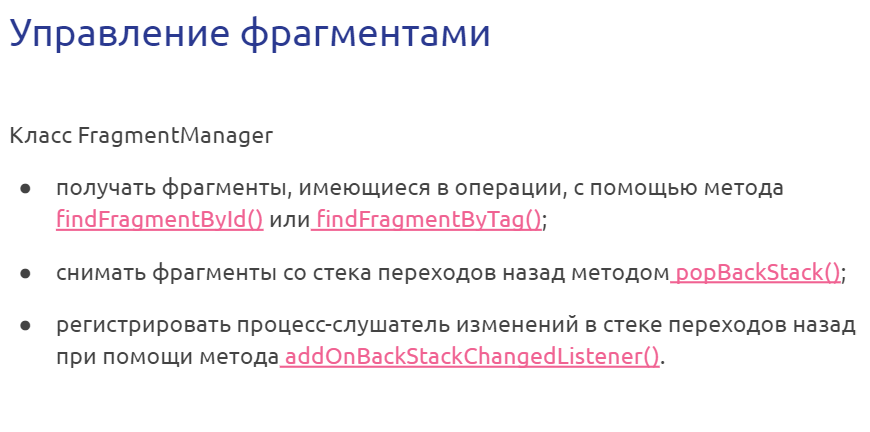 Управление фрагментами
Класс FragmentManager
● получать фрагменты, имеющиеся в операции, с помощью метода
findFragmentById() или findFragmentByTag();
● снимать фрагменты со стека переходов назад методом popBackStack();
● регистрировать процесс-слушатель изменений в стеке переходов назад
при помощи метода addOnBackStackChangedListener().